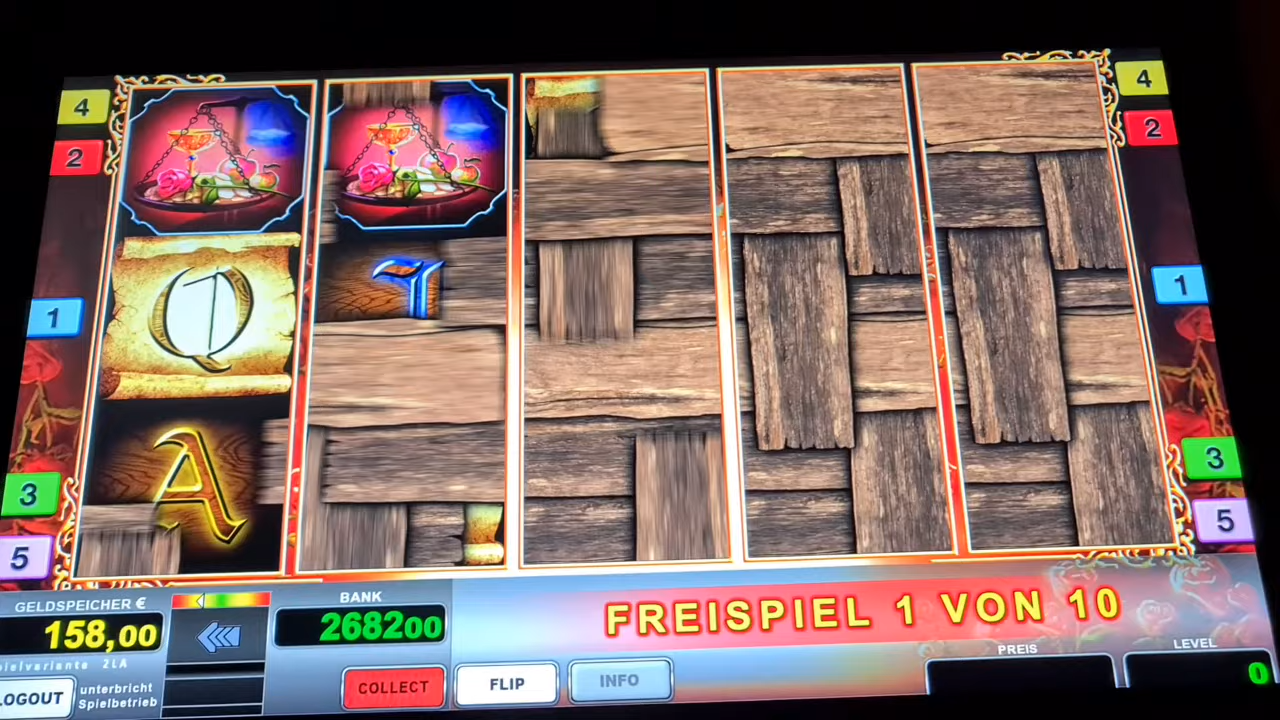 4
4
2
2
Q
J
1
1
A
3
3
5
5
GELDSPEICHER €
158,00
BANK
268200
FREISPIEL 1 VON 10
PREIS
LEVEL
0
2LA
LOGOUT
unterbricht
Spielbetrieb
COLLECT
FLIP
INFO